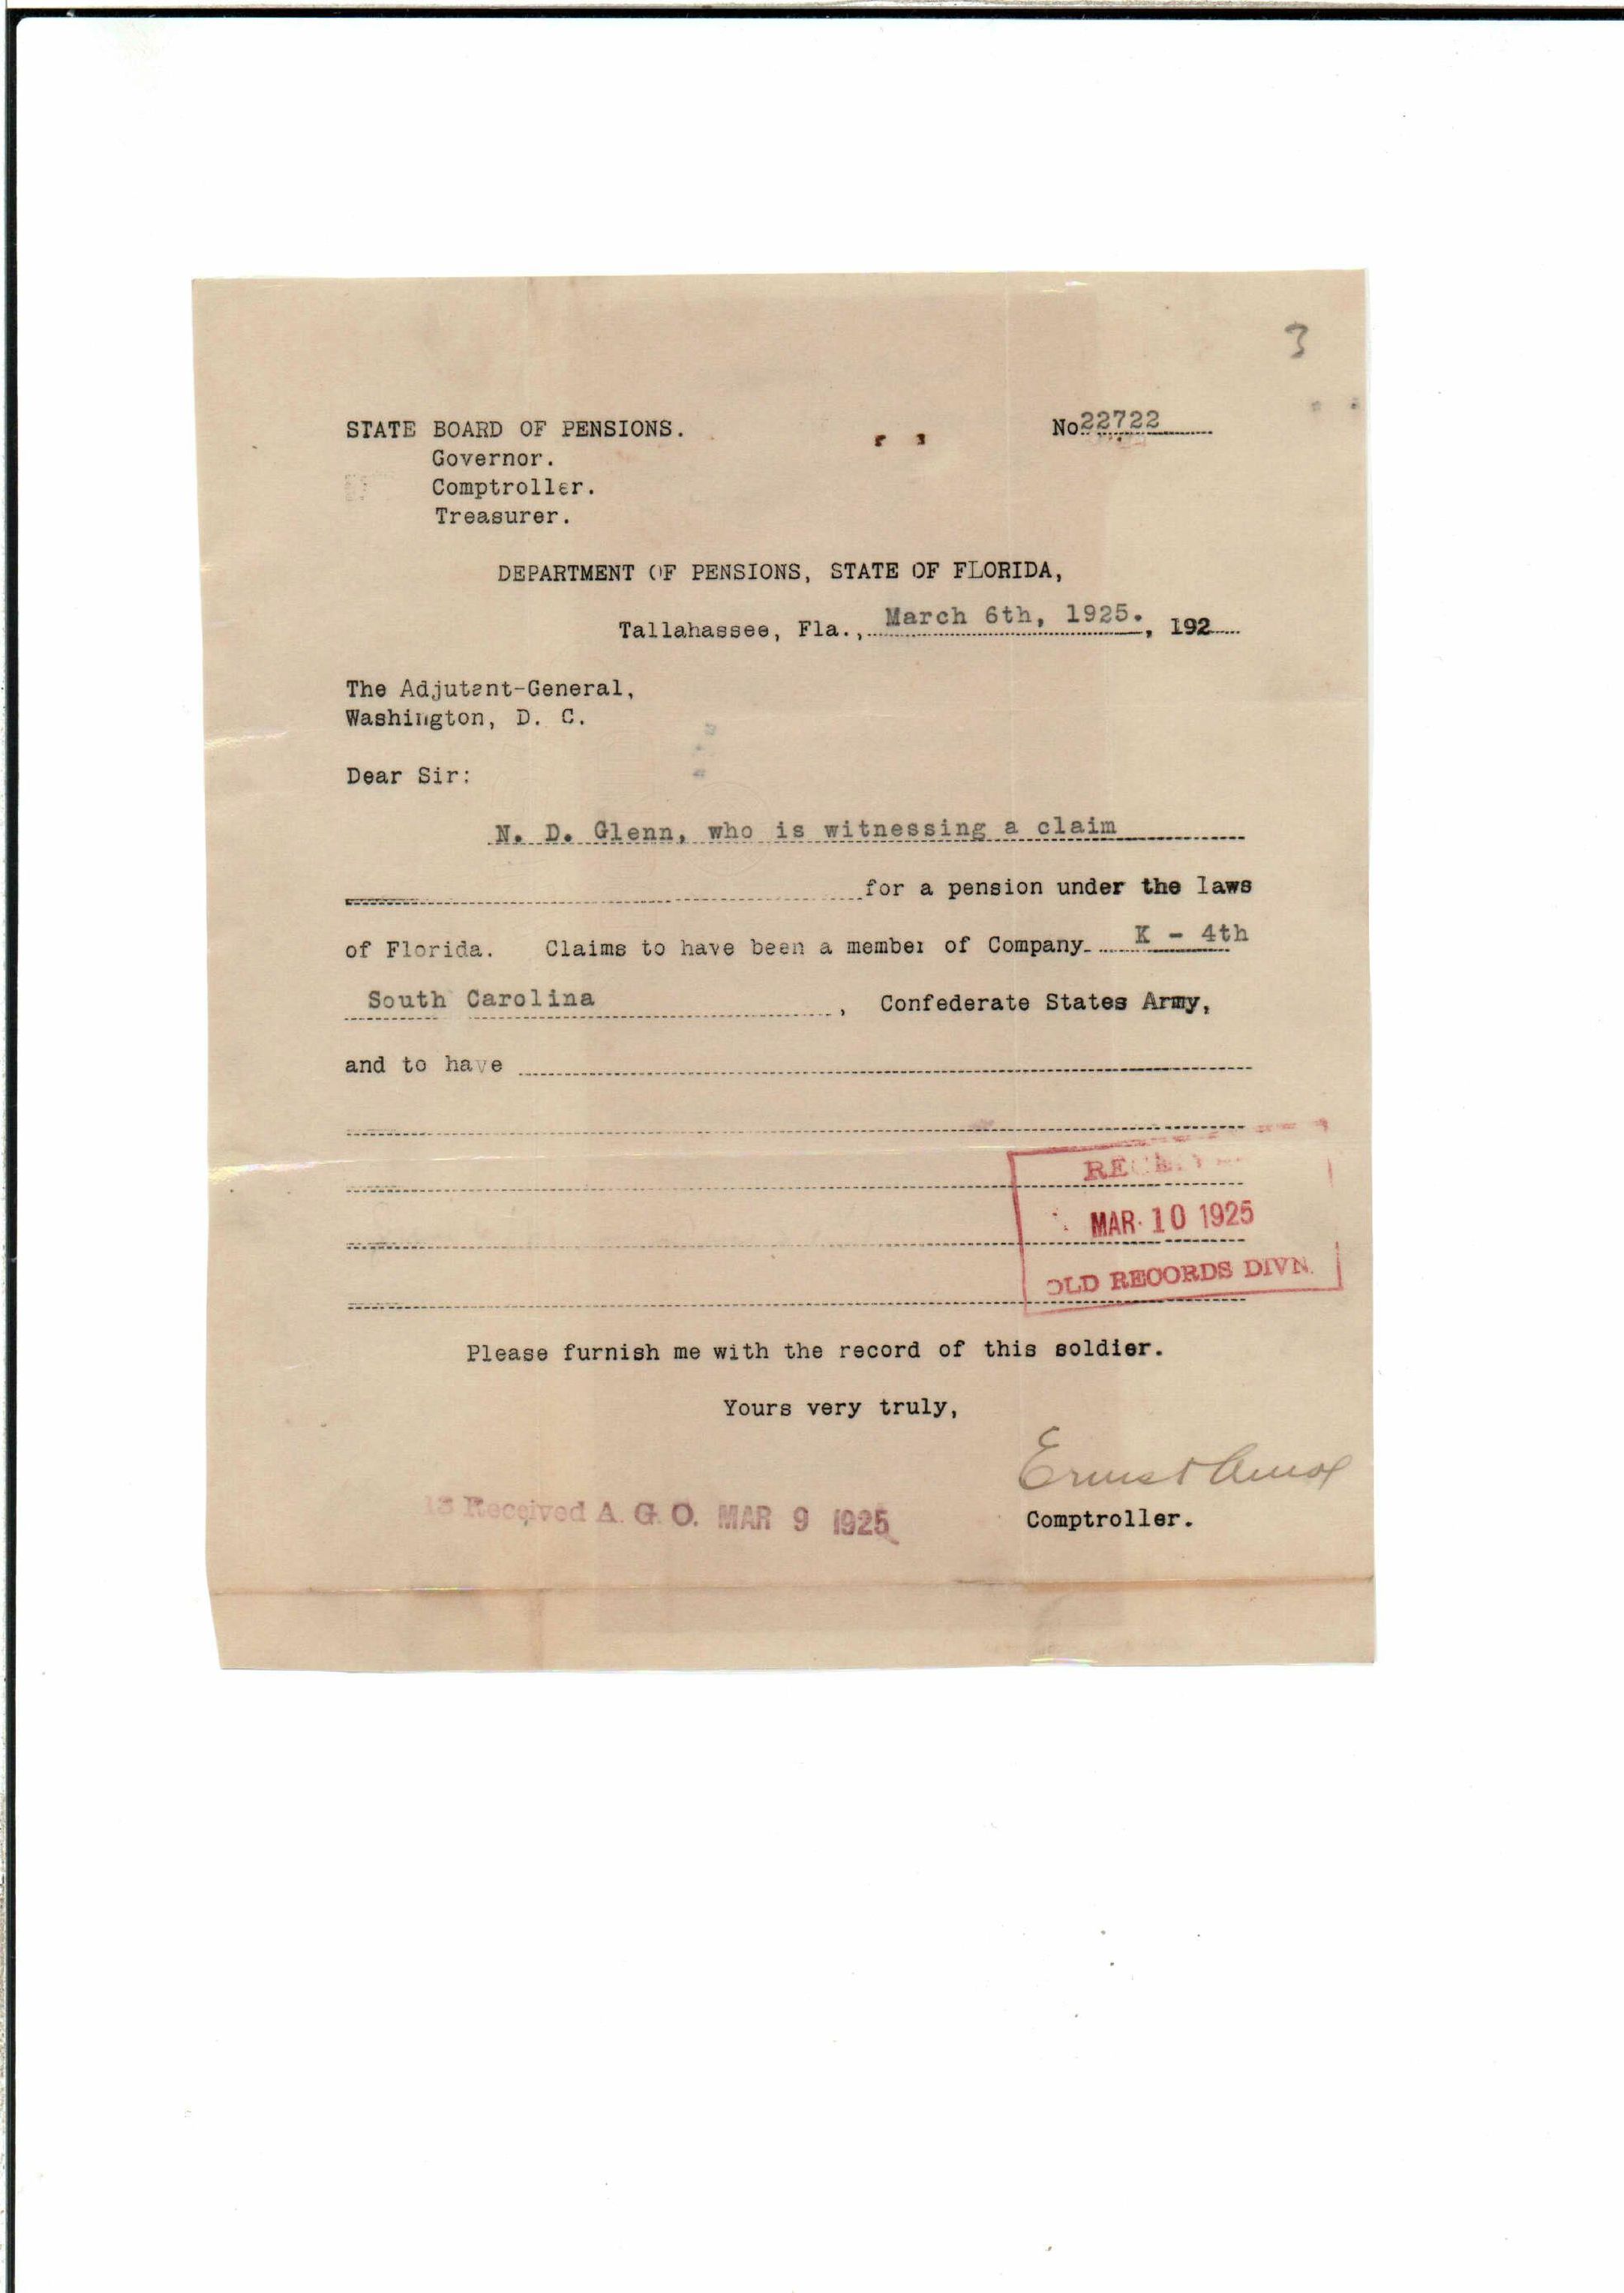 3
STATE BOARD OF PENSIONS. No 22722
Governor.
Comptroller.
Treasurer.
DEPARTMENT OF PENSIONS, STATE OF FLORIDA,
Tallahassee, Fla., March 6th, 1925. , 192
The Adjutant-General,
Washington, D. C.
Dear Sir:
N. D. Glenn, who is witnessing a claim
for a pension under the laws
of Florida. Claims to have been a member of Company K - 4th
South Carolina , Confederate States Army,
and to have
MAR 10 1925
OLD RECORDS DIVN.
Please furnish me with the record of this soldier.
Yours very truly,
Ernest Amos
Comptroller.
Received A. G. O. MAR 9 1925